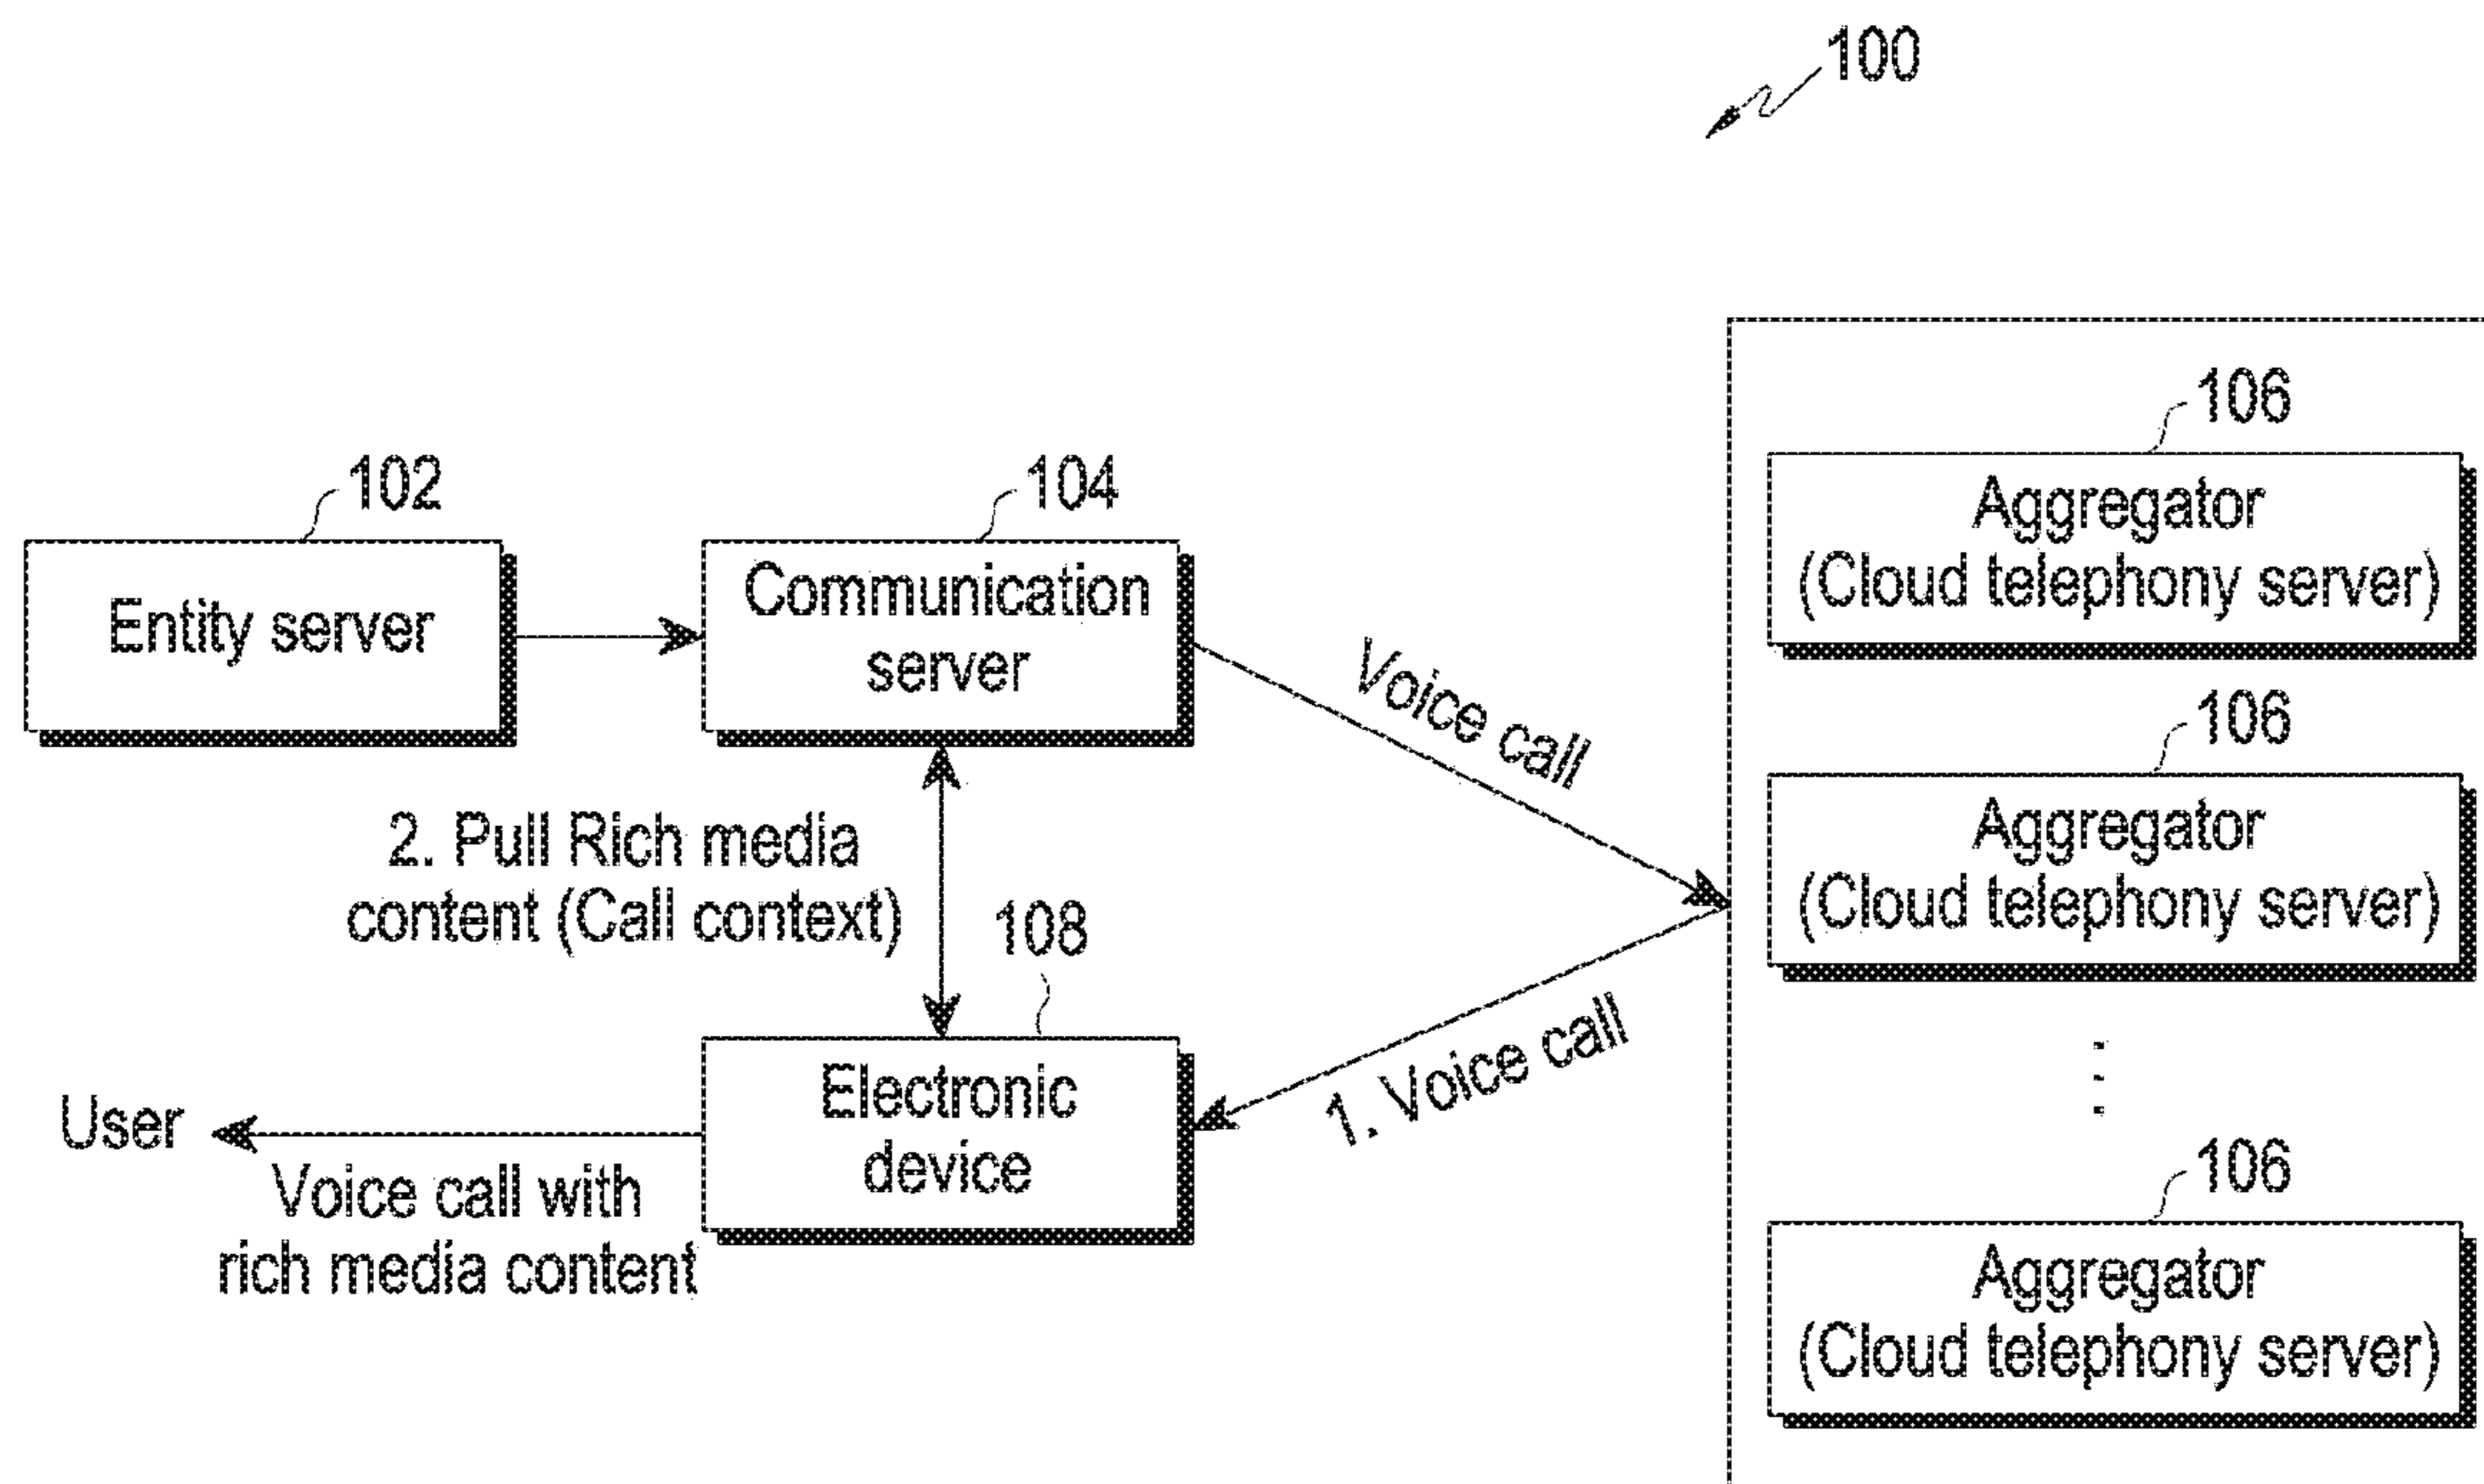 100
102
Entity server
104
Communication
server
106
Aggregator
(Cloud telephony server)
106
Aggregator
(Cloud telephony server)
106
Aggregator
(Cloud telephony server)
Voice call
1. Voice call
2. Pull Rich media
content (Call context)
108
Electronic
device
User
Voice call with
rich media content